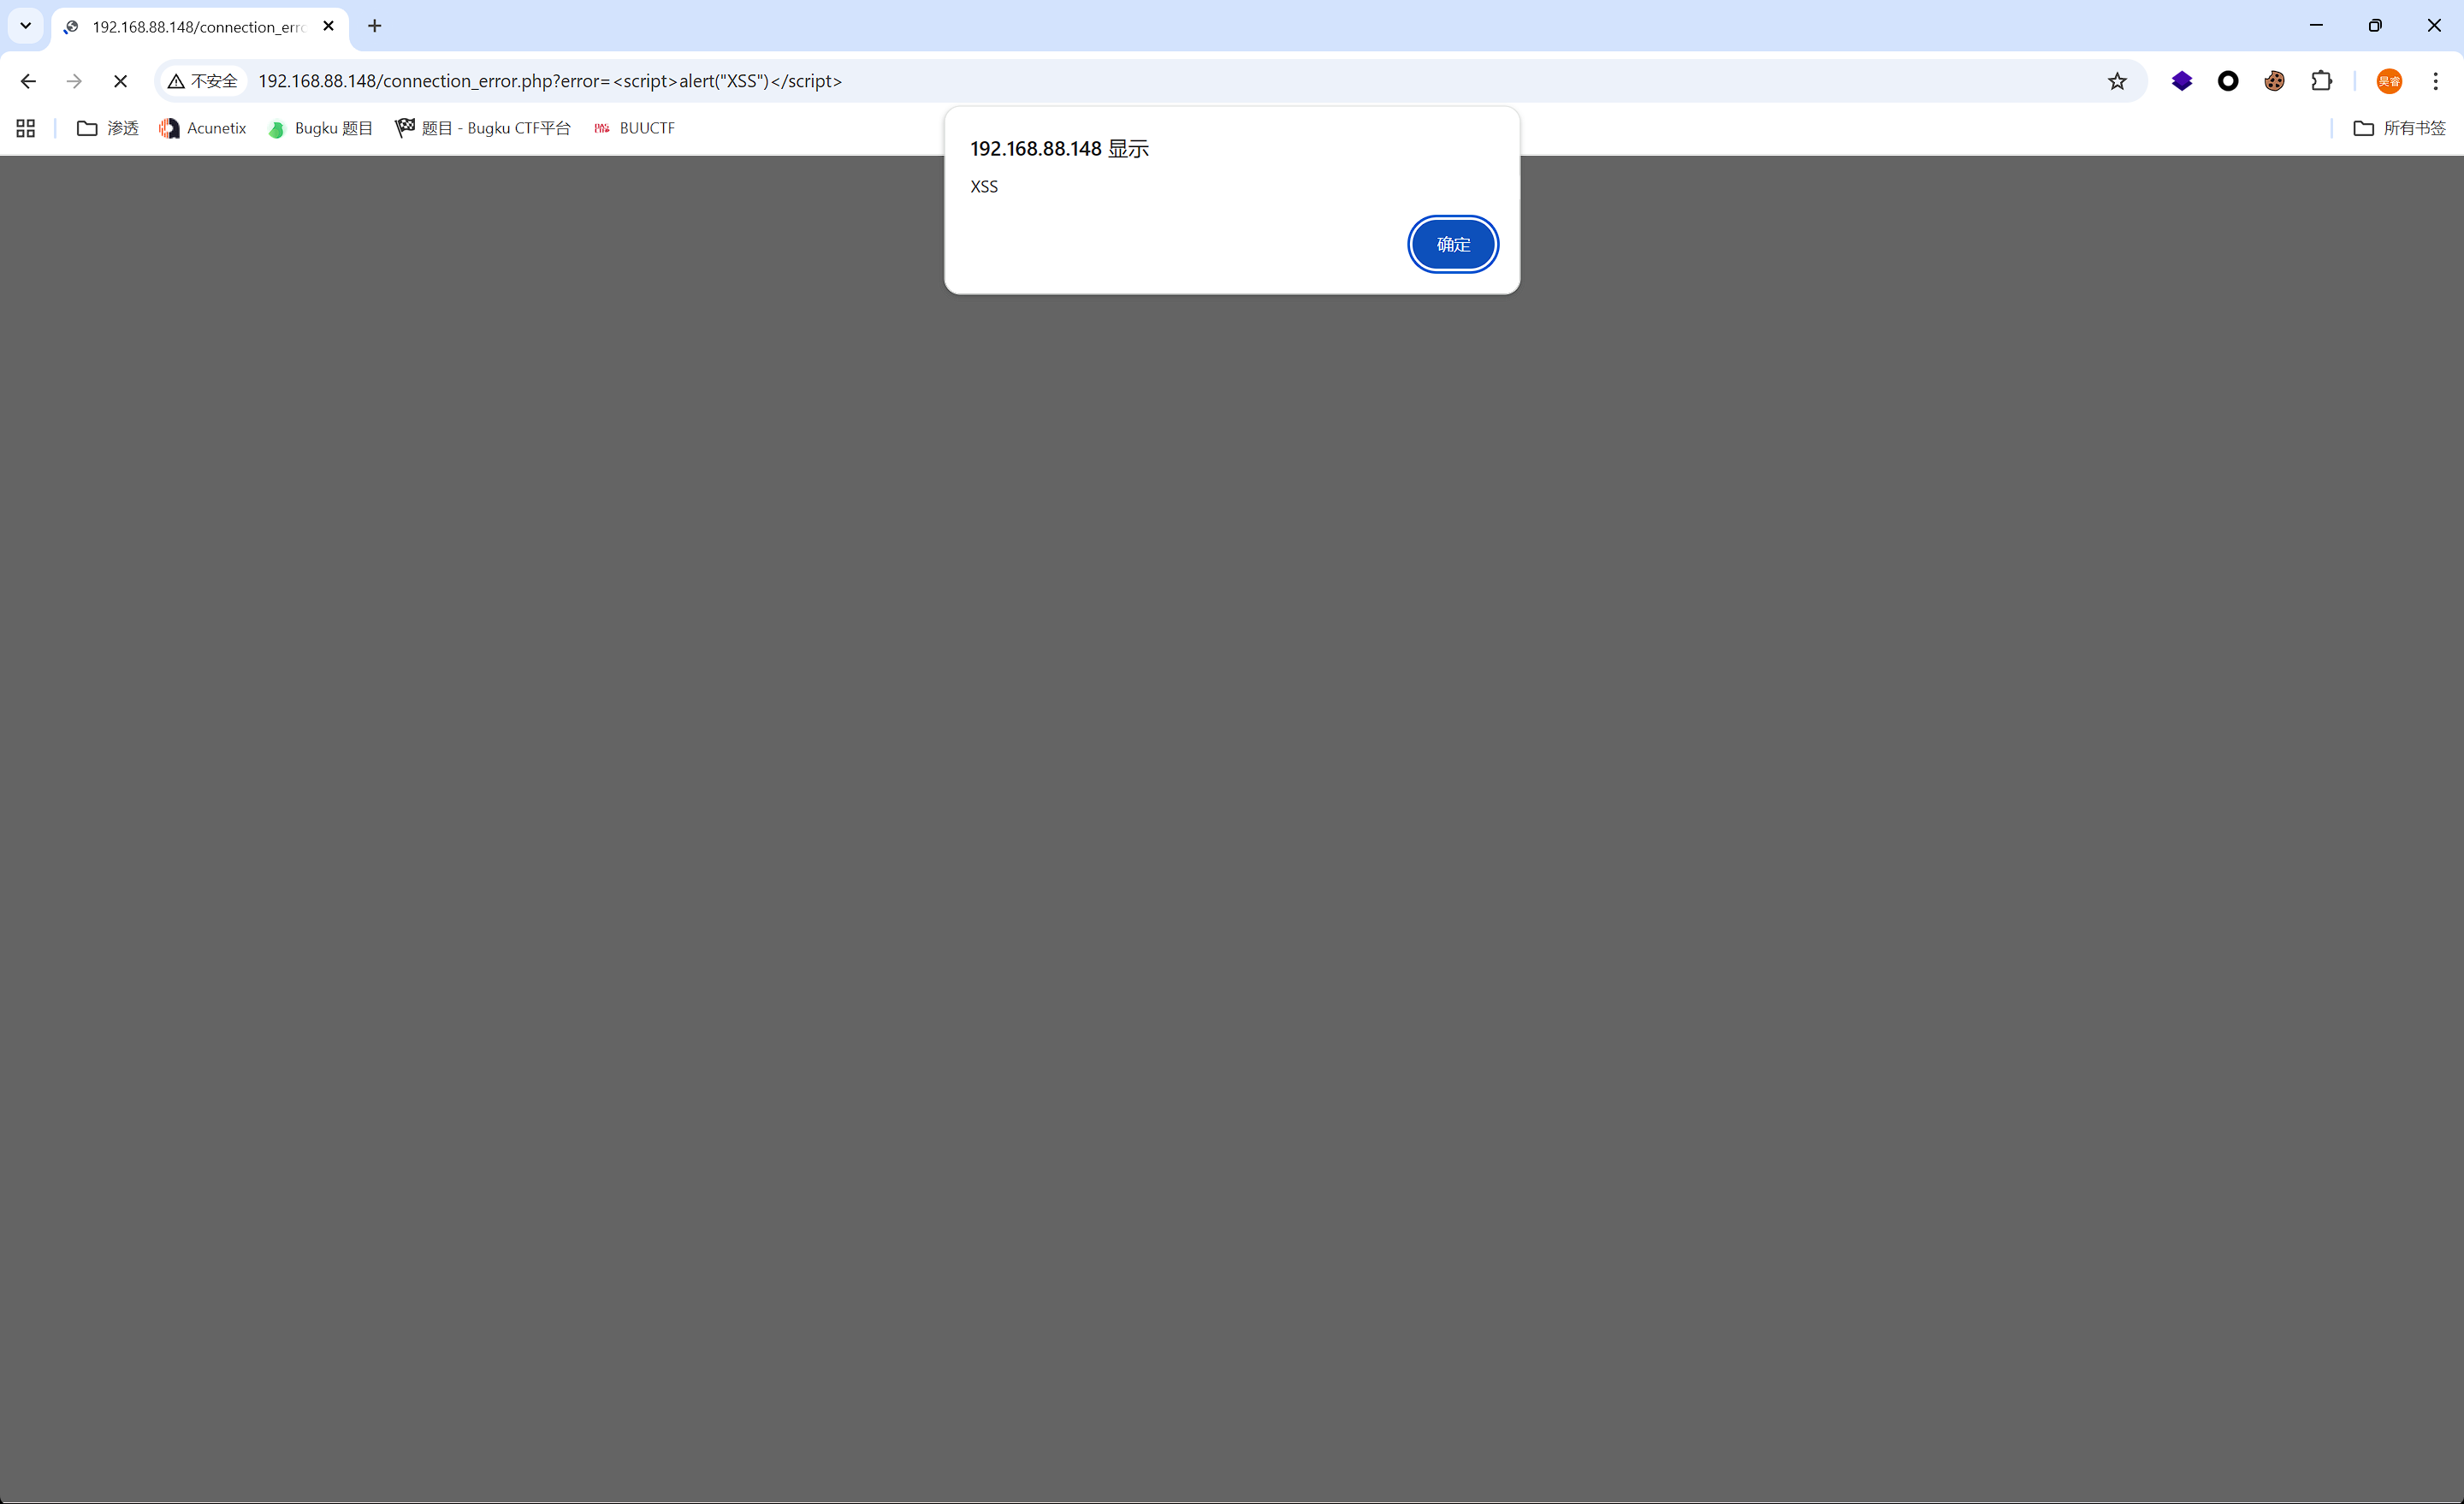 192.168.88.148/connection_erro
不安全
192.168.88.148/connection_error.php?error=<script>alert("XSS")</script>
吴睿
渗透
Acunetix
Bugku 题目
题目 - Bugku CTF平台
BUUCTF
所有书签
192.168.88.148 显示
XSS
确定